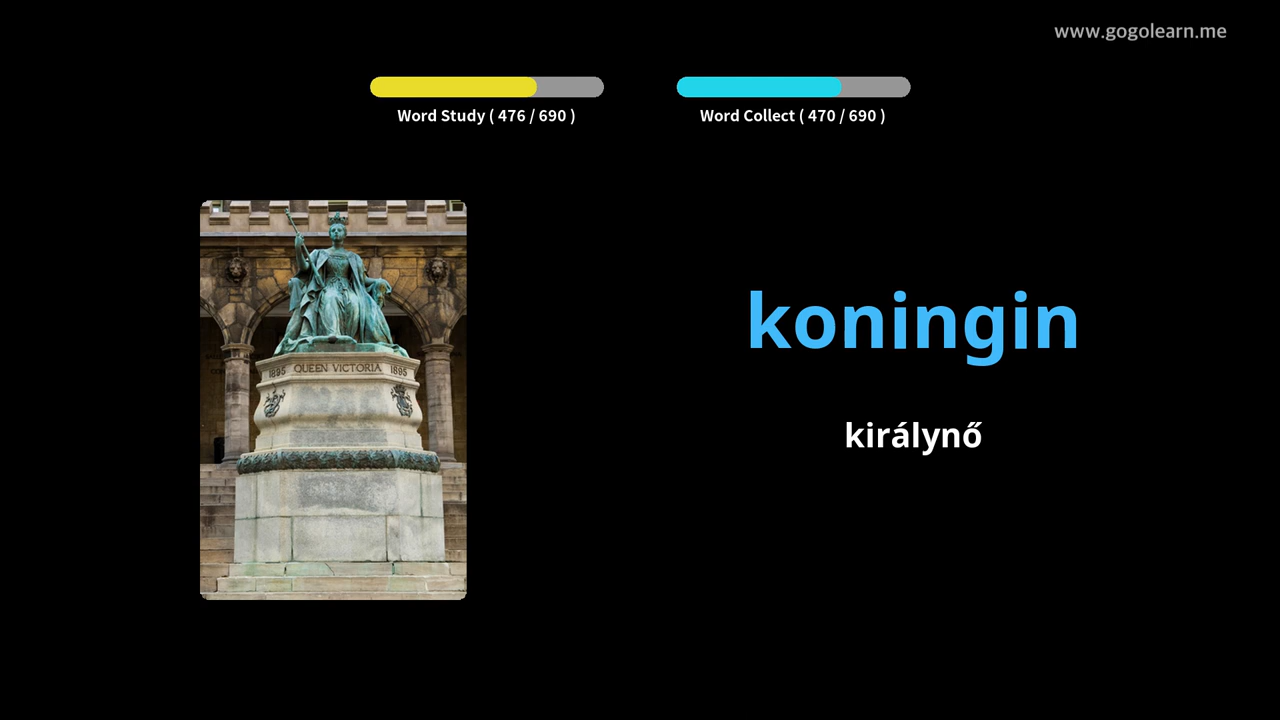 www.gogolearn.me
Word Study ( 476 / 690 )
Word Collect ( 470 / 690 )
1895 QUEEN VICTORIA 1895
koningin
királynő